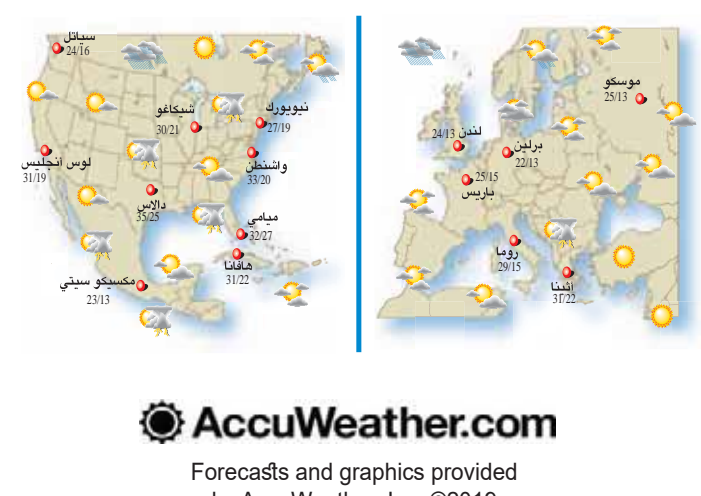 سياتل
24/16
شيكاغو
30/21
نيويورك
27/19
لوس انجليس
31/19
واشنطن
33/20
دالاس
35/25
ميامي
32/27
هافانا
31/22
مكسيكو سيتي
23/13
موسكو
25/13
لندن 24/13
برلين
22/13
25/15
باريس
روما
29/15
أثينا
31/22
AccuWeather.com
Forecasts and graphics provided